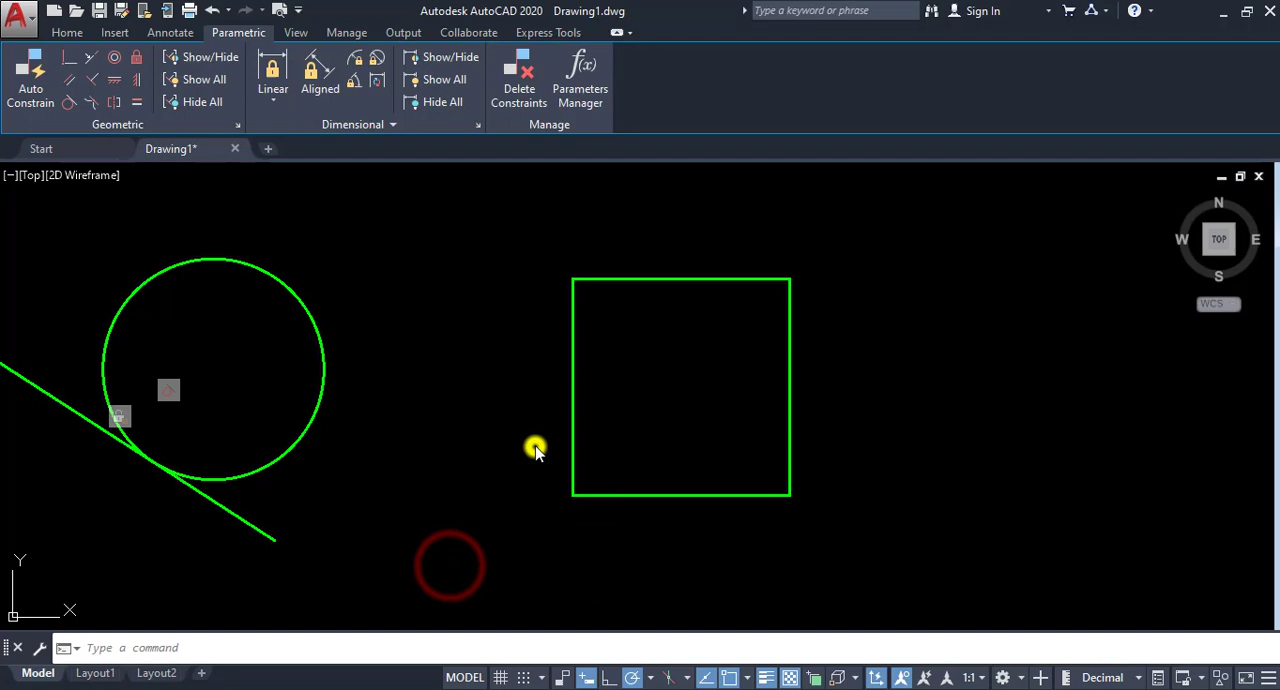 Autodesk AutoCAD 2020 Drawing1.dwg
Type a keyword or phrase
Sign In
Home Insert Annotate Parametric View Manage Output Collaborate Express Tools
Auto Constrain
Show/Hide
Show All
Hide All
Geometric
Linear
Aligned
Show/Hide
Show All
Hide All
Dimensional
Delete Constraints
Parameters Manager
Manage
Start Drawing1*
[−][Top][2D Wireframe]
N
W TOP E
S
WCS
Y
X
Type a command
Model Layout1 Layout2
MODEL 1:1 Decimal